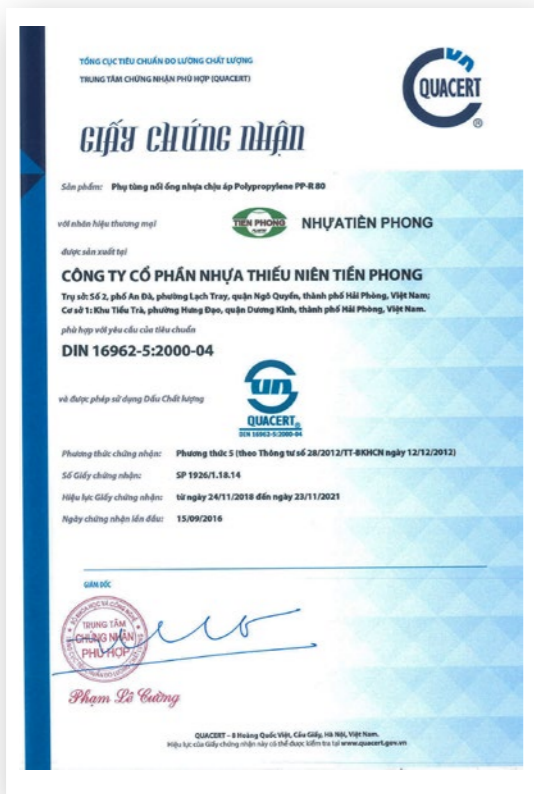 TỔNG CỤC TIÊU CHUẨN ĐO LƯỜNG CHẤT LƯỢNG
TRUNG TÂM CHỨNG NHẬN PHÙ HỢP (QUACERT)
QUACERT
®
GIẤY CHỨNG NHẬN
Sản phẩm: Phụ tùng nối ống nhựa chịu áp Polypropylene PP-R 80
với nhãn hiệu thương mại
TIEN PHONG
NHỰA TIỀN PHONG
được sản xuất tại
CÔNG TY CỔ PHẦN NHỰA THIẾU NIÊN TIỀN PHONG
Trụ sở: Số 2, phố An Đà, phường Lạch Tray, quận Ngô Quyền, thành phố Hải Phòng, Việt Nam;
Cơ sở 1: Khu Tiểu Trà, phường Hưng Đạo, quận Dương Kinh, thành phố Hải Phòng, Việt Nam.
phù hợp với yêu cầu của tiêu chuẩn
DIN 16962-5:2000-04
và được phép sử dụng Dấu Chất lượng
QUACERT®
DIN 16962-5:2000-04
Phương thức chứng nhận: Phương thức 5 (theo Thông tư số 28/2012/TT-BKHCN ngày 12/12/2012)
Số Giấy chứng nhận: SP 1926/1.18.14
Hiệu lực Giấy chứng nhận: từ ngày 24/11/2018 đến ngày 23/11/2021
Ngày chứng nhận lần đầu: 15/09/2016
GIÁM ĐỐC
TRUNG TÂM
CHỨNG NHẬN
PHÙ HỢP
Phạm Lê Cường
QUACERT – 8 Hoàng Quốc Việt, Cầu Giấy, Hà Nội, Việt Nam.
Hiệu lực của Giấy chứng nhận này có thể được kiểm tra tại www.quacert.gov.vn